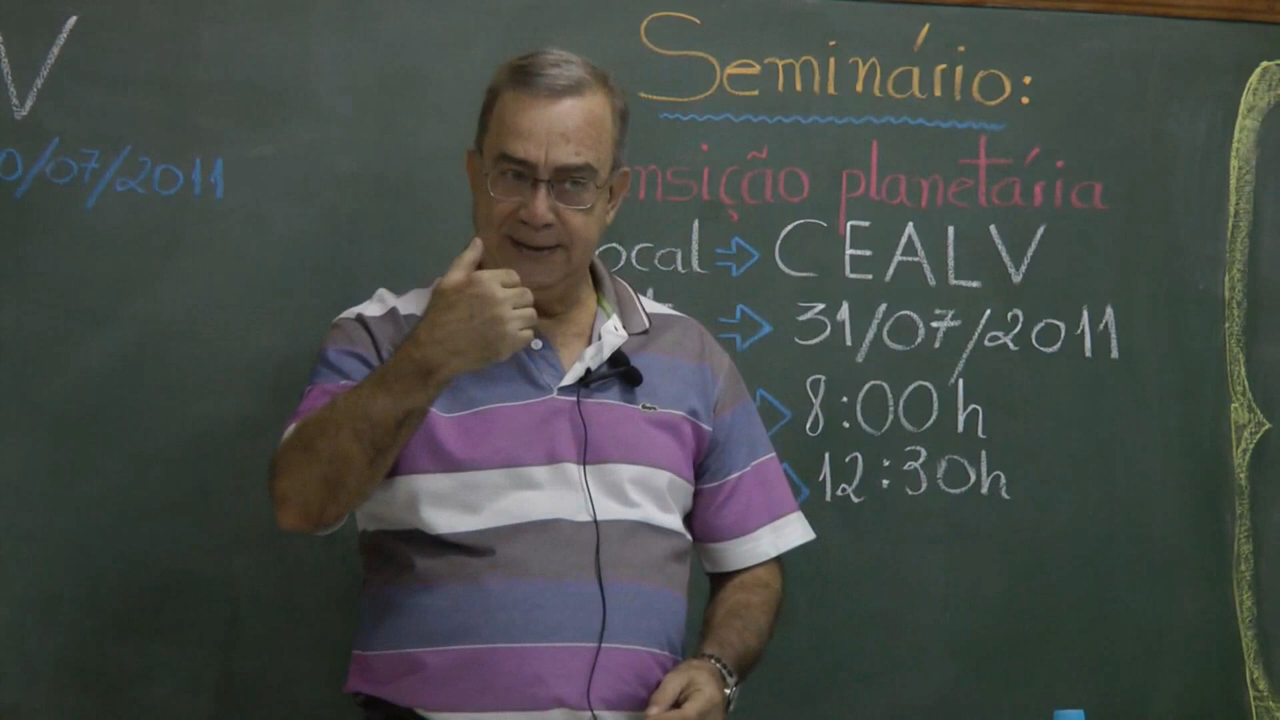 V
0/07/2011
Seminário:
nsição planetária
ocal ⇒ CEALV
⇒ 31/07/2011
⇒ 8:00h
⇒ 12:30h